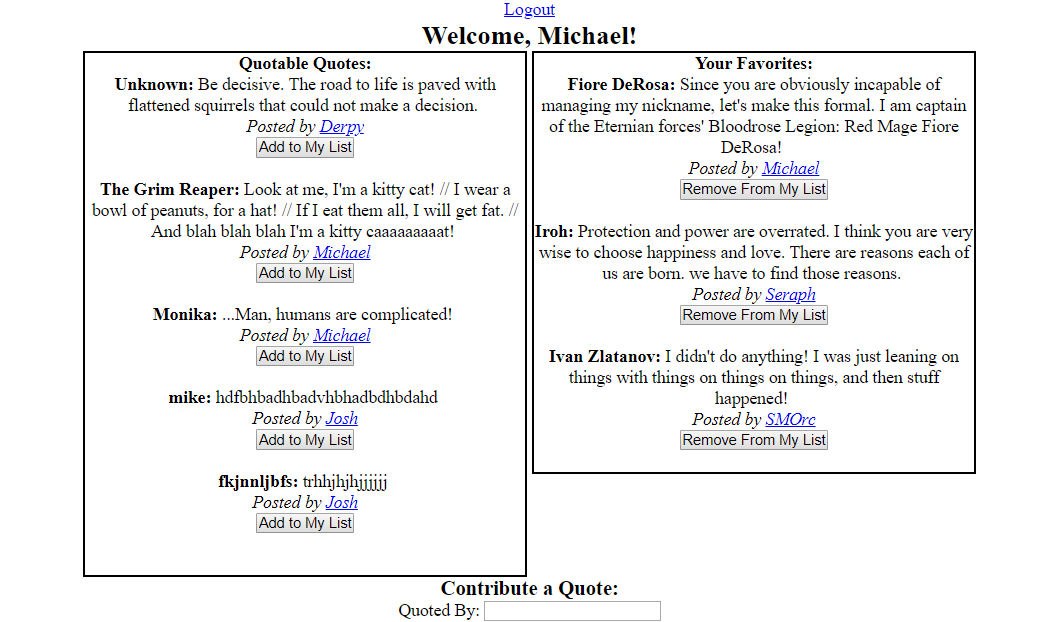 Logout
Welcome, Michael!
Quotable Quotes:
Unknown: Be decisive. The road to life is paved with
flattened squirrels that could not make a decision.
Posted by Derpy
Add to My List
The Grim Reaper: Look at me, I'm a kitty cat! // I wear a
bowl of peanuts, for a hat! // If I eat them all, I will get fat. //
And blah blah blah I'm a kitty caaaaaaaaat!
Posted by Michael
Add to My List
Monika: ...Man, humans are complicated!
Posted by Michael
Add to My List
mike: hdfbhbadhbadvhbhadbdhbdahd
Posted by Josh
Add to My List
fkjnnljbfs: trhhjhjhjjjjjj
Posted by Josh
Add to My List
Your Favorites:
Fiore DeRosa: Since you are obviously incapable of
managing my nickname, let's make this formal. I am captain
of the Eternian forces' Bloodrose Legion: Red Mage Fiore
DeRosa!
Posted by Michael
Remove From My List
Iroh: Protection and power are overrated. I think you are very
wise to choose happiness and love. There are reasons each of
us are born. we have to find those reasons.
Posted by Seraph
Remove From My List
Ivan Zlatanov: I didn't do anything! I was just leaning on
things with things on things on things, and then stuff
happened!
Posted by SMOrc
Remove From My List
Contribute a Quote:
Quoted By: